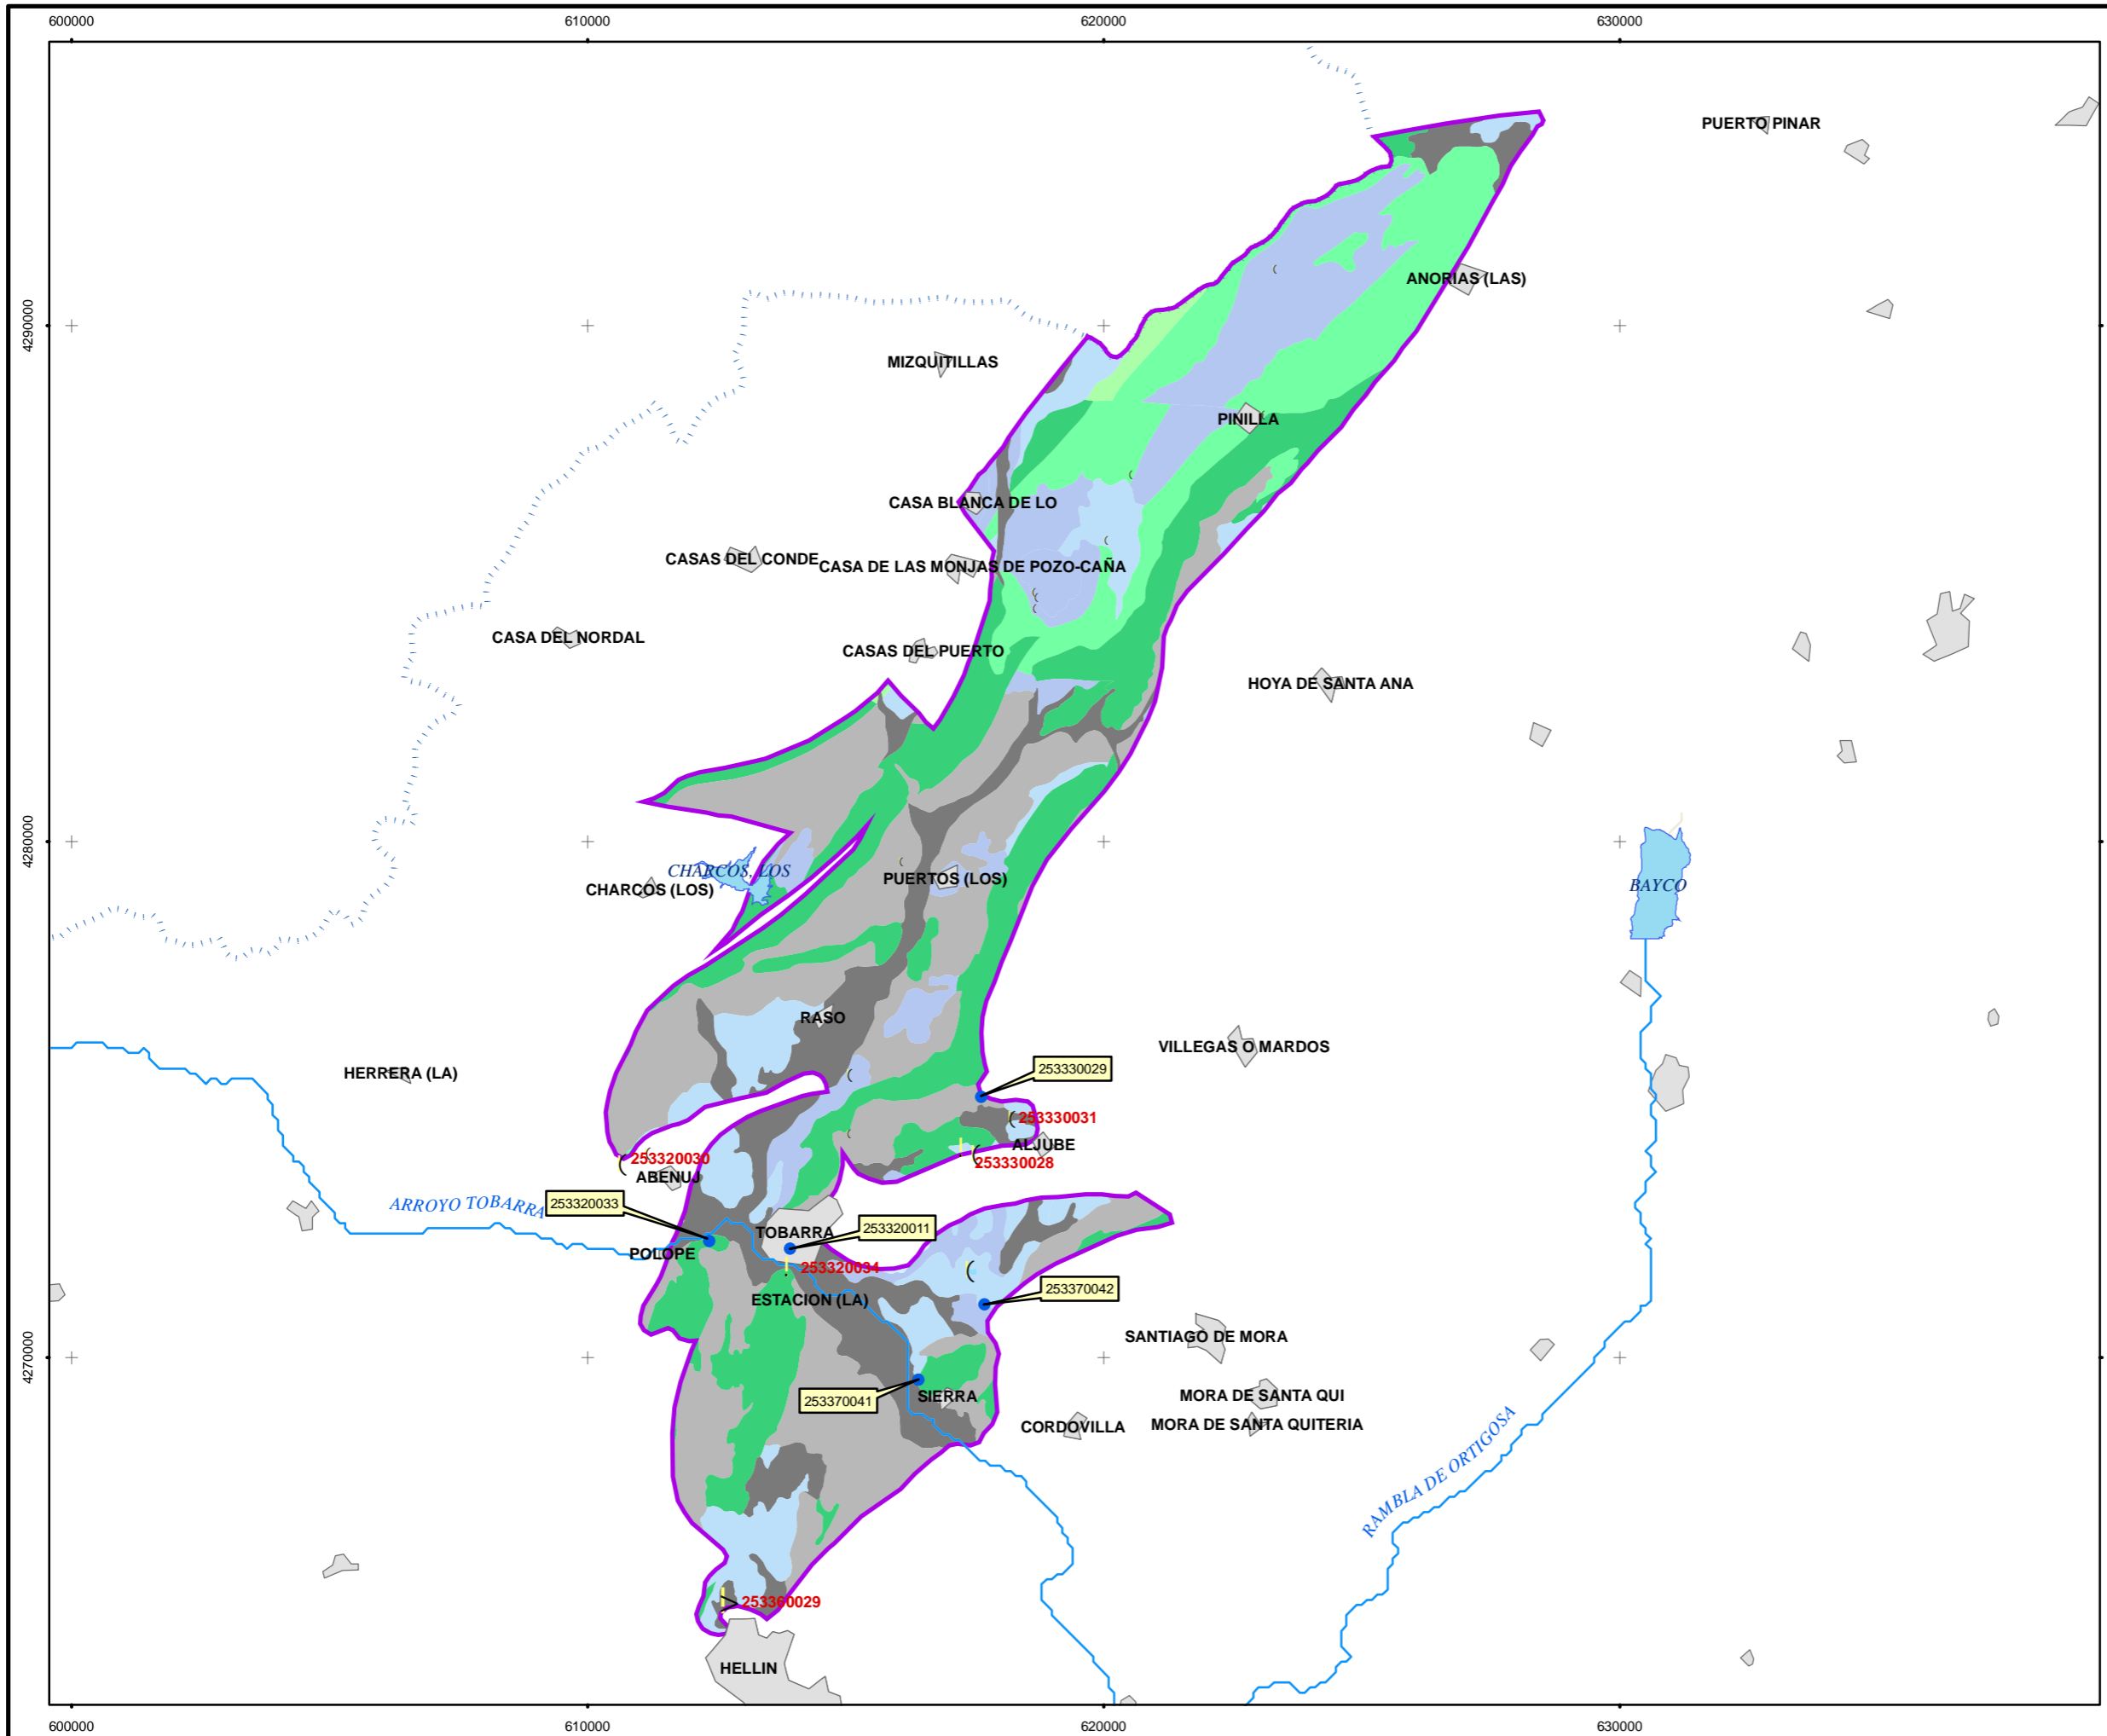 600000
610000
620000
630000
PUERTO PINAR
ANORIAS (LAS)
4290000
MIZQUITILLAS
PINILLA
CASA BLANCA DE LO
CASAS DEL CONDE
CASA DE LAS MONJAS DE POZO-CAÑA
CASA DEL NORDAL
CASAS DEL PUERTO
HOYA DE SANTA ANA
4280000
CHARCOS, LOS
PUERTOS (LOS)
CHARCOS (LOS)
BAYCO
RASO
VILLEGAS O MARDOS
HERRERA (LA)
253330029
253330031
ALJUBE
253320030
253330028
ABENUJ
253320033
ARROYO TOBARRA
253320011
TOBARRA
POLOPE
253320034
253370042
ESTACION (LA)
SANTIAGO DE MORA
4270000
253370041
SIERRA
MORA DE SANTA QUI
CORDOVILLA
MORA DE SANTA QUITERIA
RAMBLA DE ORTIGOSA
253360029
HELLIN
600000
610000
620000
630000